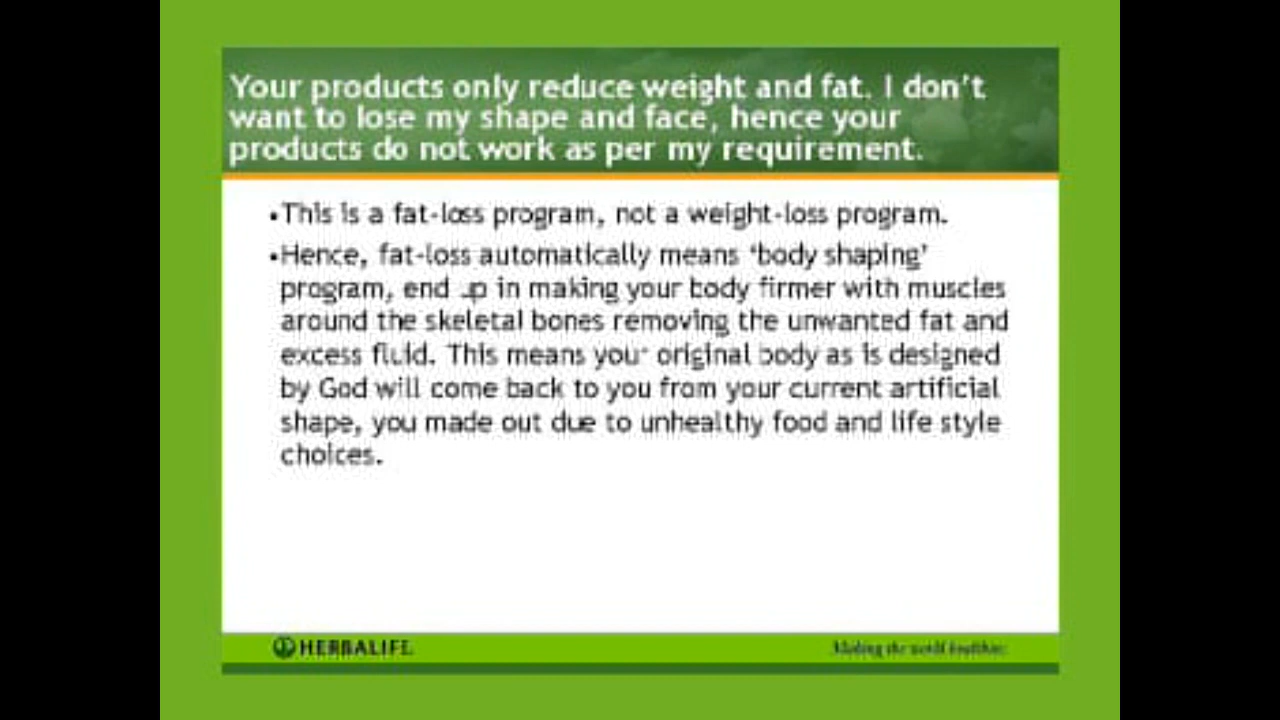 Your products only reduce weight and fat. I don't
want to lose my shape and face, hence your
products do not work as per my requirement.
•This is a fat-loss program, not a weight-loss program.
•Hence, fat-loss automatically means 'body shaping'
program, end up in making your body firmer with muscles
around the skeletal bones removing the unwanted fat and
excess fluid. This means your original body as is designed
by God will come back to you from your current artificial
shape, you made out due to unhealthy food and life style
choices.
HERBALIFE
Making the world healthier